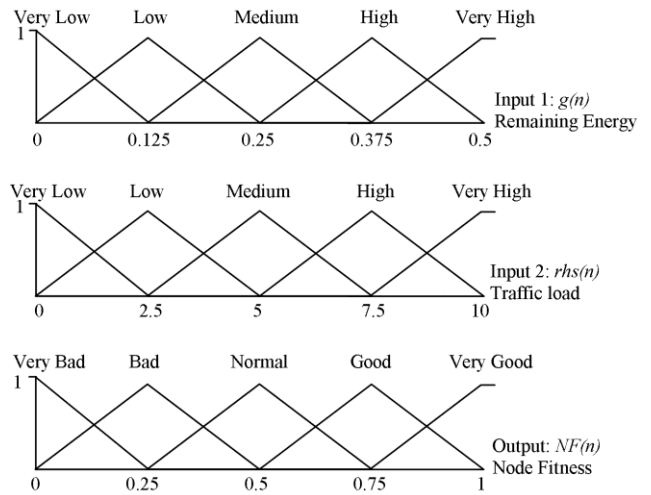 Very Low Low Medium High Very High
1
Input 1: g(n)
Remaining Energy
0 0.125 0.25 0.375 0.5
Very Low Low Medium High Very High
1
Input 2: rhs(n)
Traffic load
0 2.5 5 7.5 10
Very Bad Bad Normal Good Very Good
1
Output: NF(n)
Node Fitness
0 0.25 0.5 0.75 1